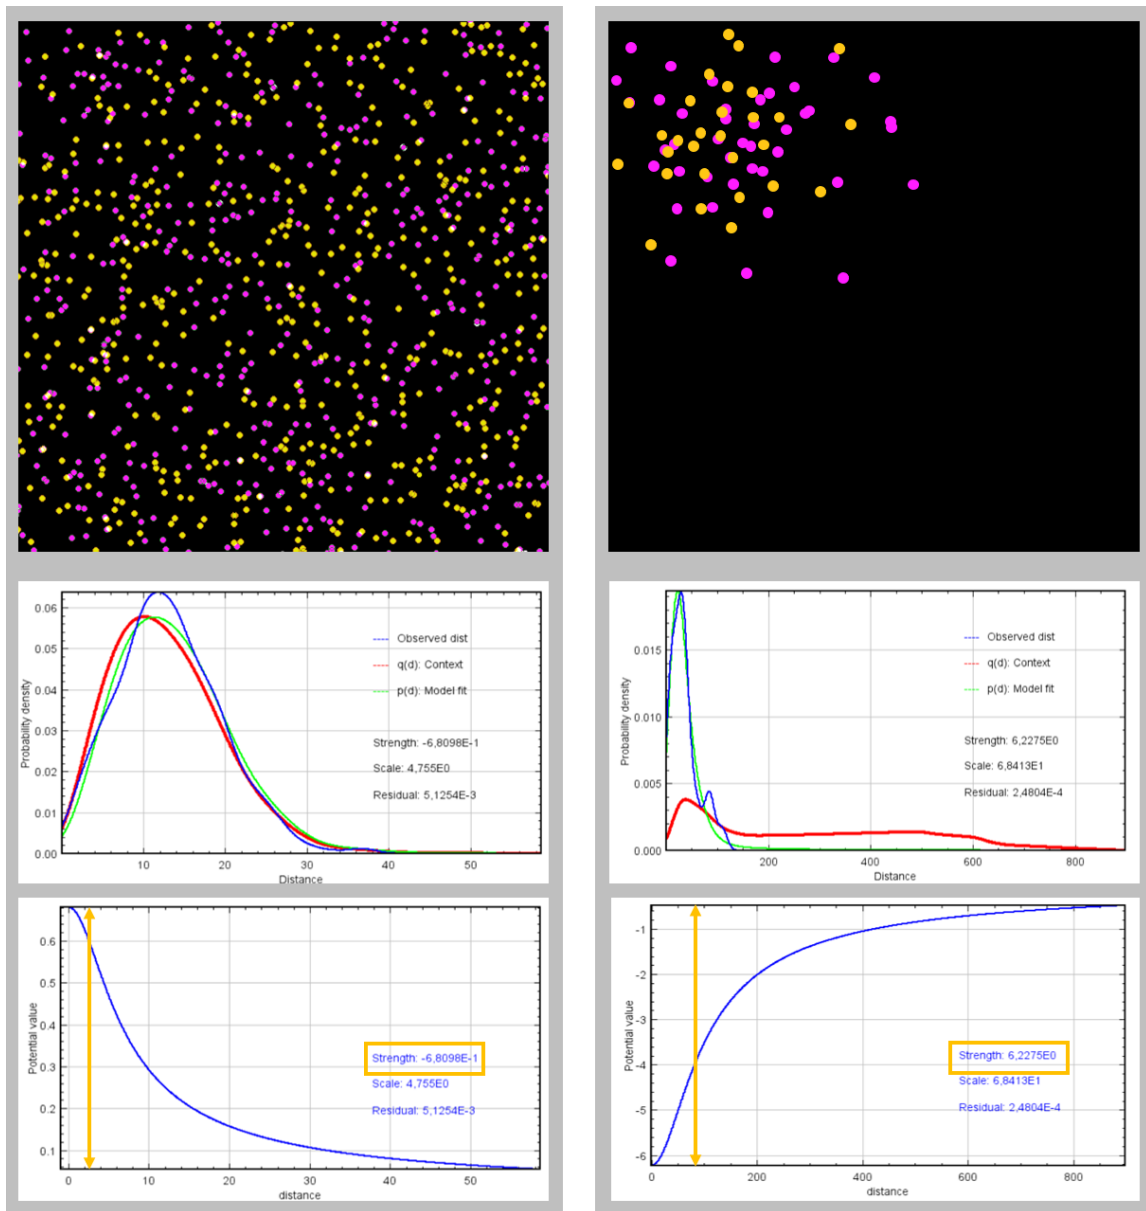 0.06
0.05
0.04
0.03
0.02
0.01
0.00
Probability density
Observed dist
q(d): Context
p(d): Model fit
Strength: -6,8098E-1
Scale: 4,755E0
Residual: 5,1254E-3
10 20 30 40 50
Distance
0.015
0.010
0.005
0.000
Probability density
Observed dist
q(d): Context
p(d): Model fit
Strength: 6,2275E0
Scale: 6,8413E1
Residual: 2,4804E-4
200 400 600 800
Distance
0.6
0.5
0.4
0.3
0.2
0.1
Potential value
Strength: -6,8098E-1
Scale: 4,755E0
Residual: 5,1254E-3
0 10 20 30 40 50
distance
-1
-2
-3
-4
-5
-6
Potential value
Strength: 6,2275E0
Scale: 6,8413E1
Residual: 2,4804E-4
0 200 400 600 800
distance